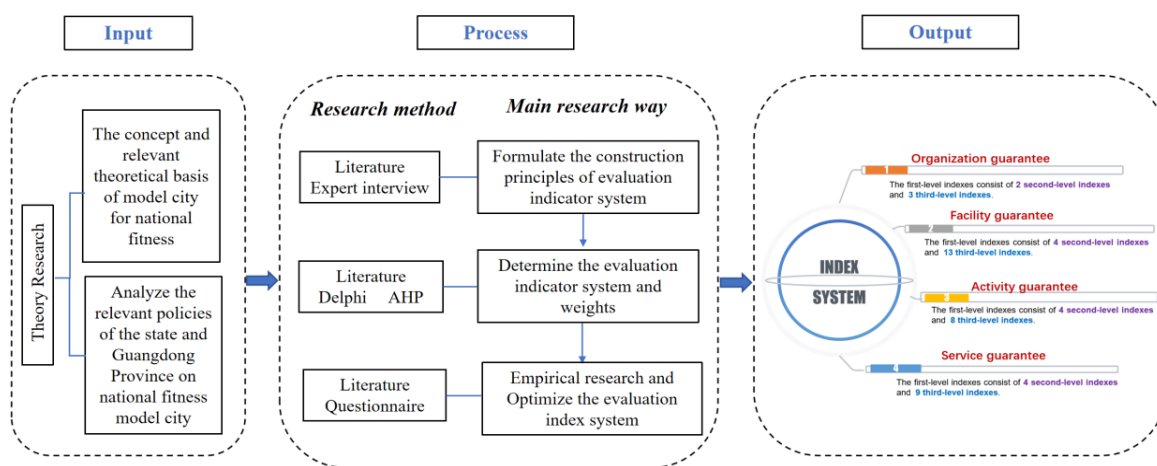 Input
Process
Output
Theory Research
The concept and
relevant
theoretical basis
of model city
for national
fitness
Analyze the
relevant policies
of the state and
Guangdong
Province on
national fitness
model city
Research method
Main research way
Literature
Expert interview
Formulate the construction
principles of evaluation
indicator system
Literature
Delphi AHP
Determine the evaluation
indicator system and
weights
Literature
Questionnaire
Empirical research and
Optimize the evaluation
index system
INDEX
SYSTEM
Organization guarantee
1
The first-level indexes consist of 2 second-level indexes
and 3 third-level indexes.
Facility guarantee
2
The first-level indexes consist of 4 second-level indexes
and 13 third-level indexes.
Activity guarantee
3
The first-level indexes consist of 4 second-level indexes
and 8 third-level indexes.
Service guarantee
4
The first-level indexes consist of 4 second-level indexes
and 9 third-level indexes.